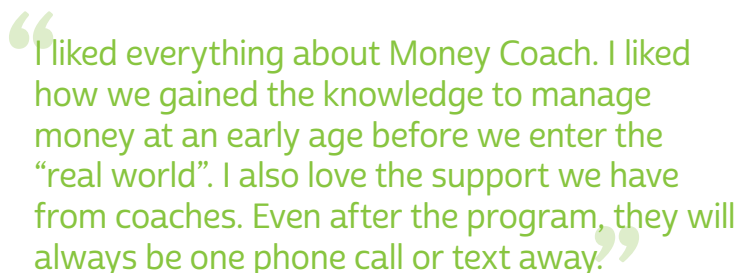 “I liked everything about Money Coach. I liked
how we gained the knowledge to manage
money at an early age before we enter the
“real world”. I also love the support we have
from coaches. Even after the program, they will
always be one phone call or text away.”